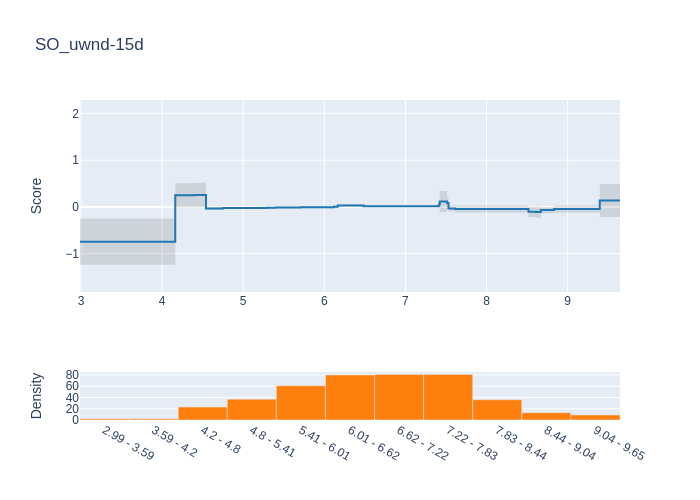 SO_uwnd-15d
Score
2
1
0
−1
3 4 5 6 7 8 9
Density
80
60
40
20
0
2.99 - 3.59
3.59 - 4.2
4.2 - 4.8
4.8 - 5.41
5.41 - 6.01
6.01 - 6.62
6.62 - 7.22
7.22 - 7.83
7.83 - 8.44
8.44 - 9.04
9.04 - 9.65